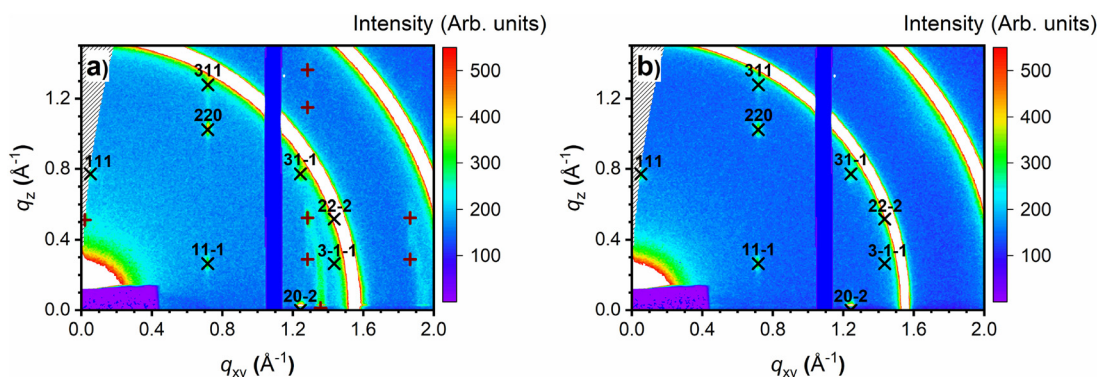 Intensity (Arb. units) Intensity (Arb. units)
a) b)
311 311
220 220
111 31-1 111 31-1
22-2 22-2
11-1 3-1-1 11-1 3-1-1
20-2 20-2
1.2 0.8 0.4 0.0 1.2 0.8 0.4 0.0
qz (Å-1) qz (Å-1)
500 400 300 200 100 500 400 300 200 100
0.0 0.4 0.8 1.2 1.6 2.0 0.0 0.4 0.8 1.2 1.6 2.0
qxy (Å-1) qxy (Å-1)